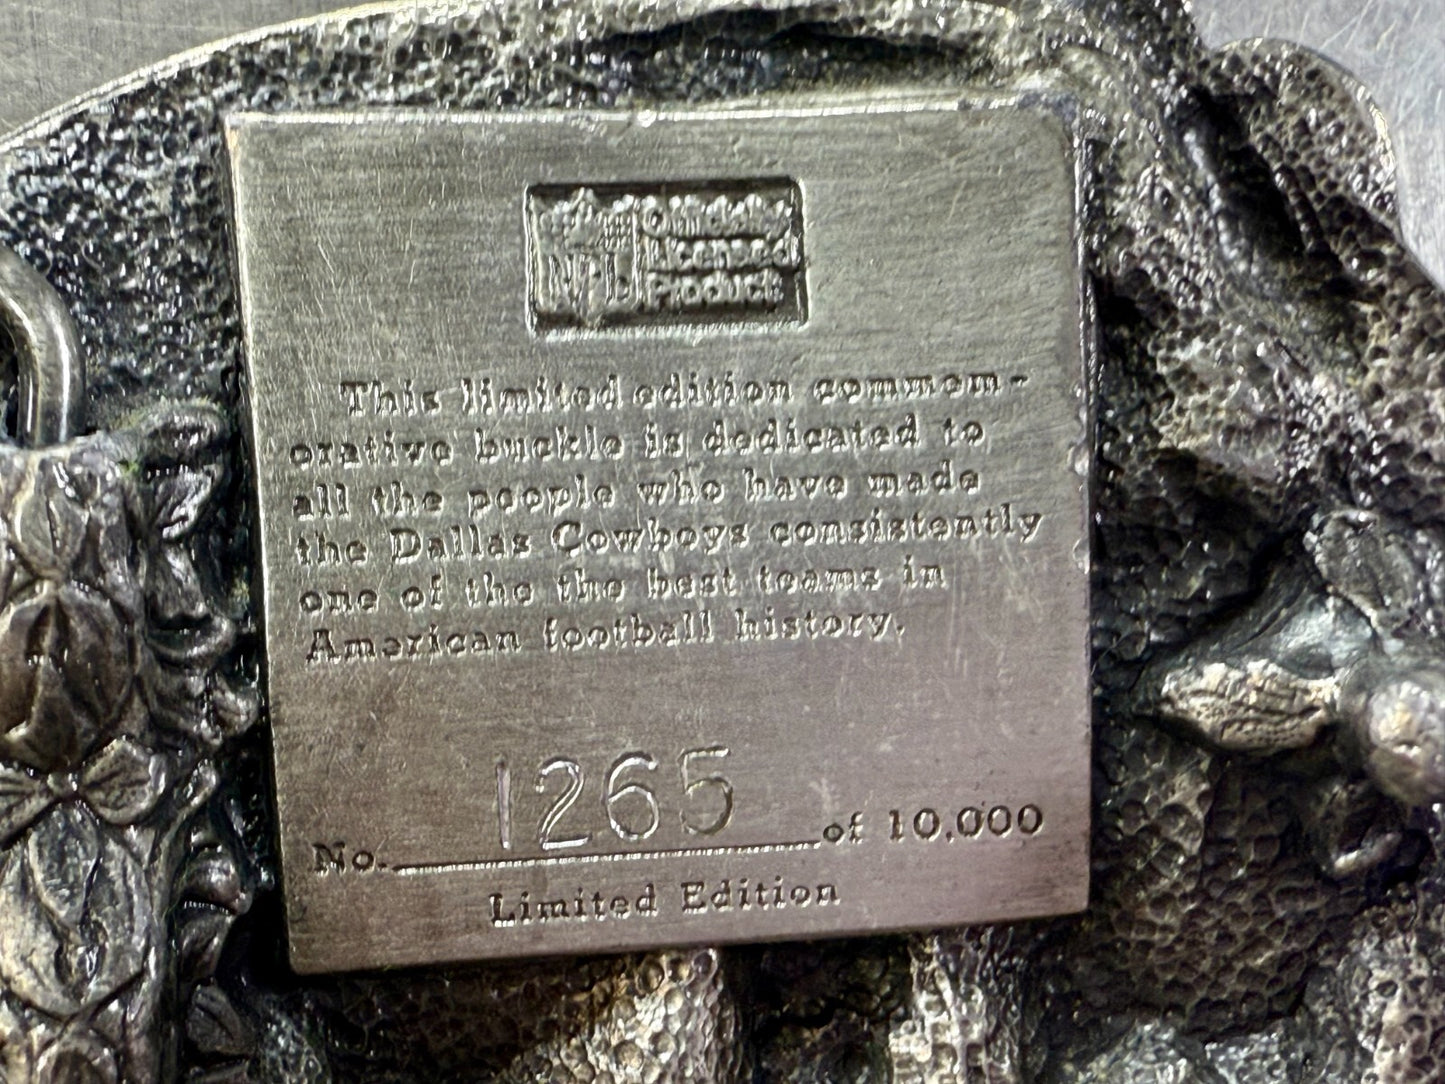 NFL
Officially
Licensed
Product
This limited edition commem-
orative buckle is dedicated to
all the people who have made
the Dallas Cowboys consistently
one of the the best teams in
American football history.
No. 1265 of 10,000
Limited Edition